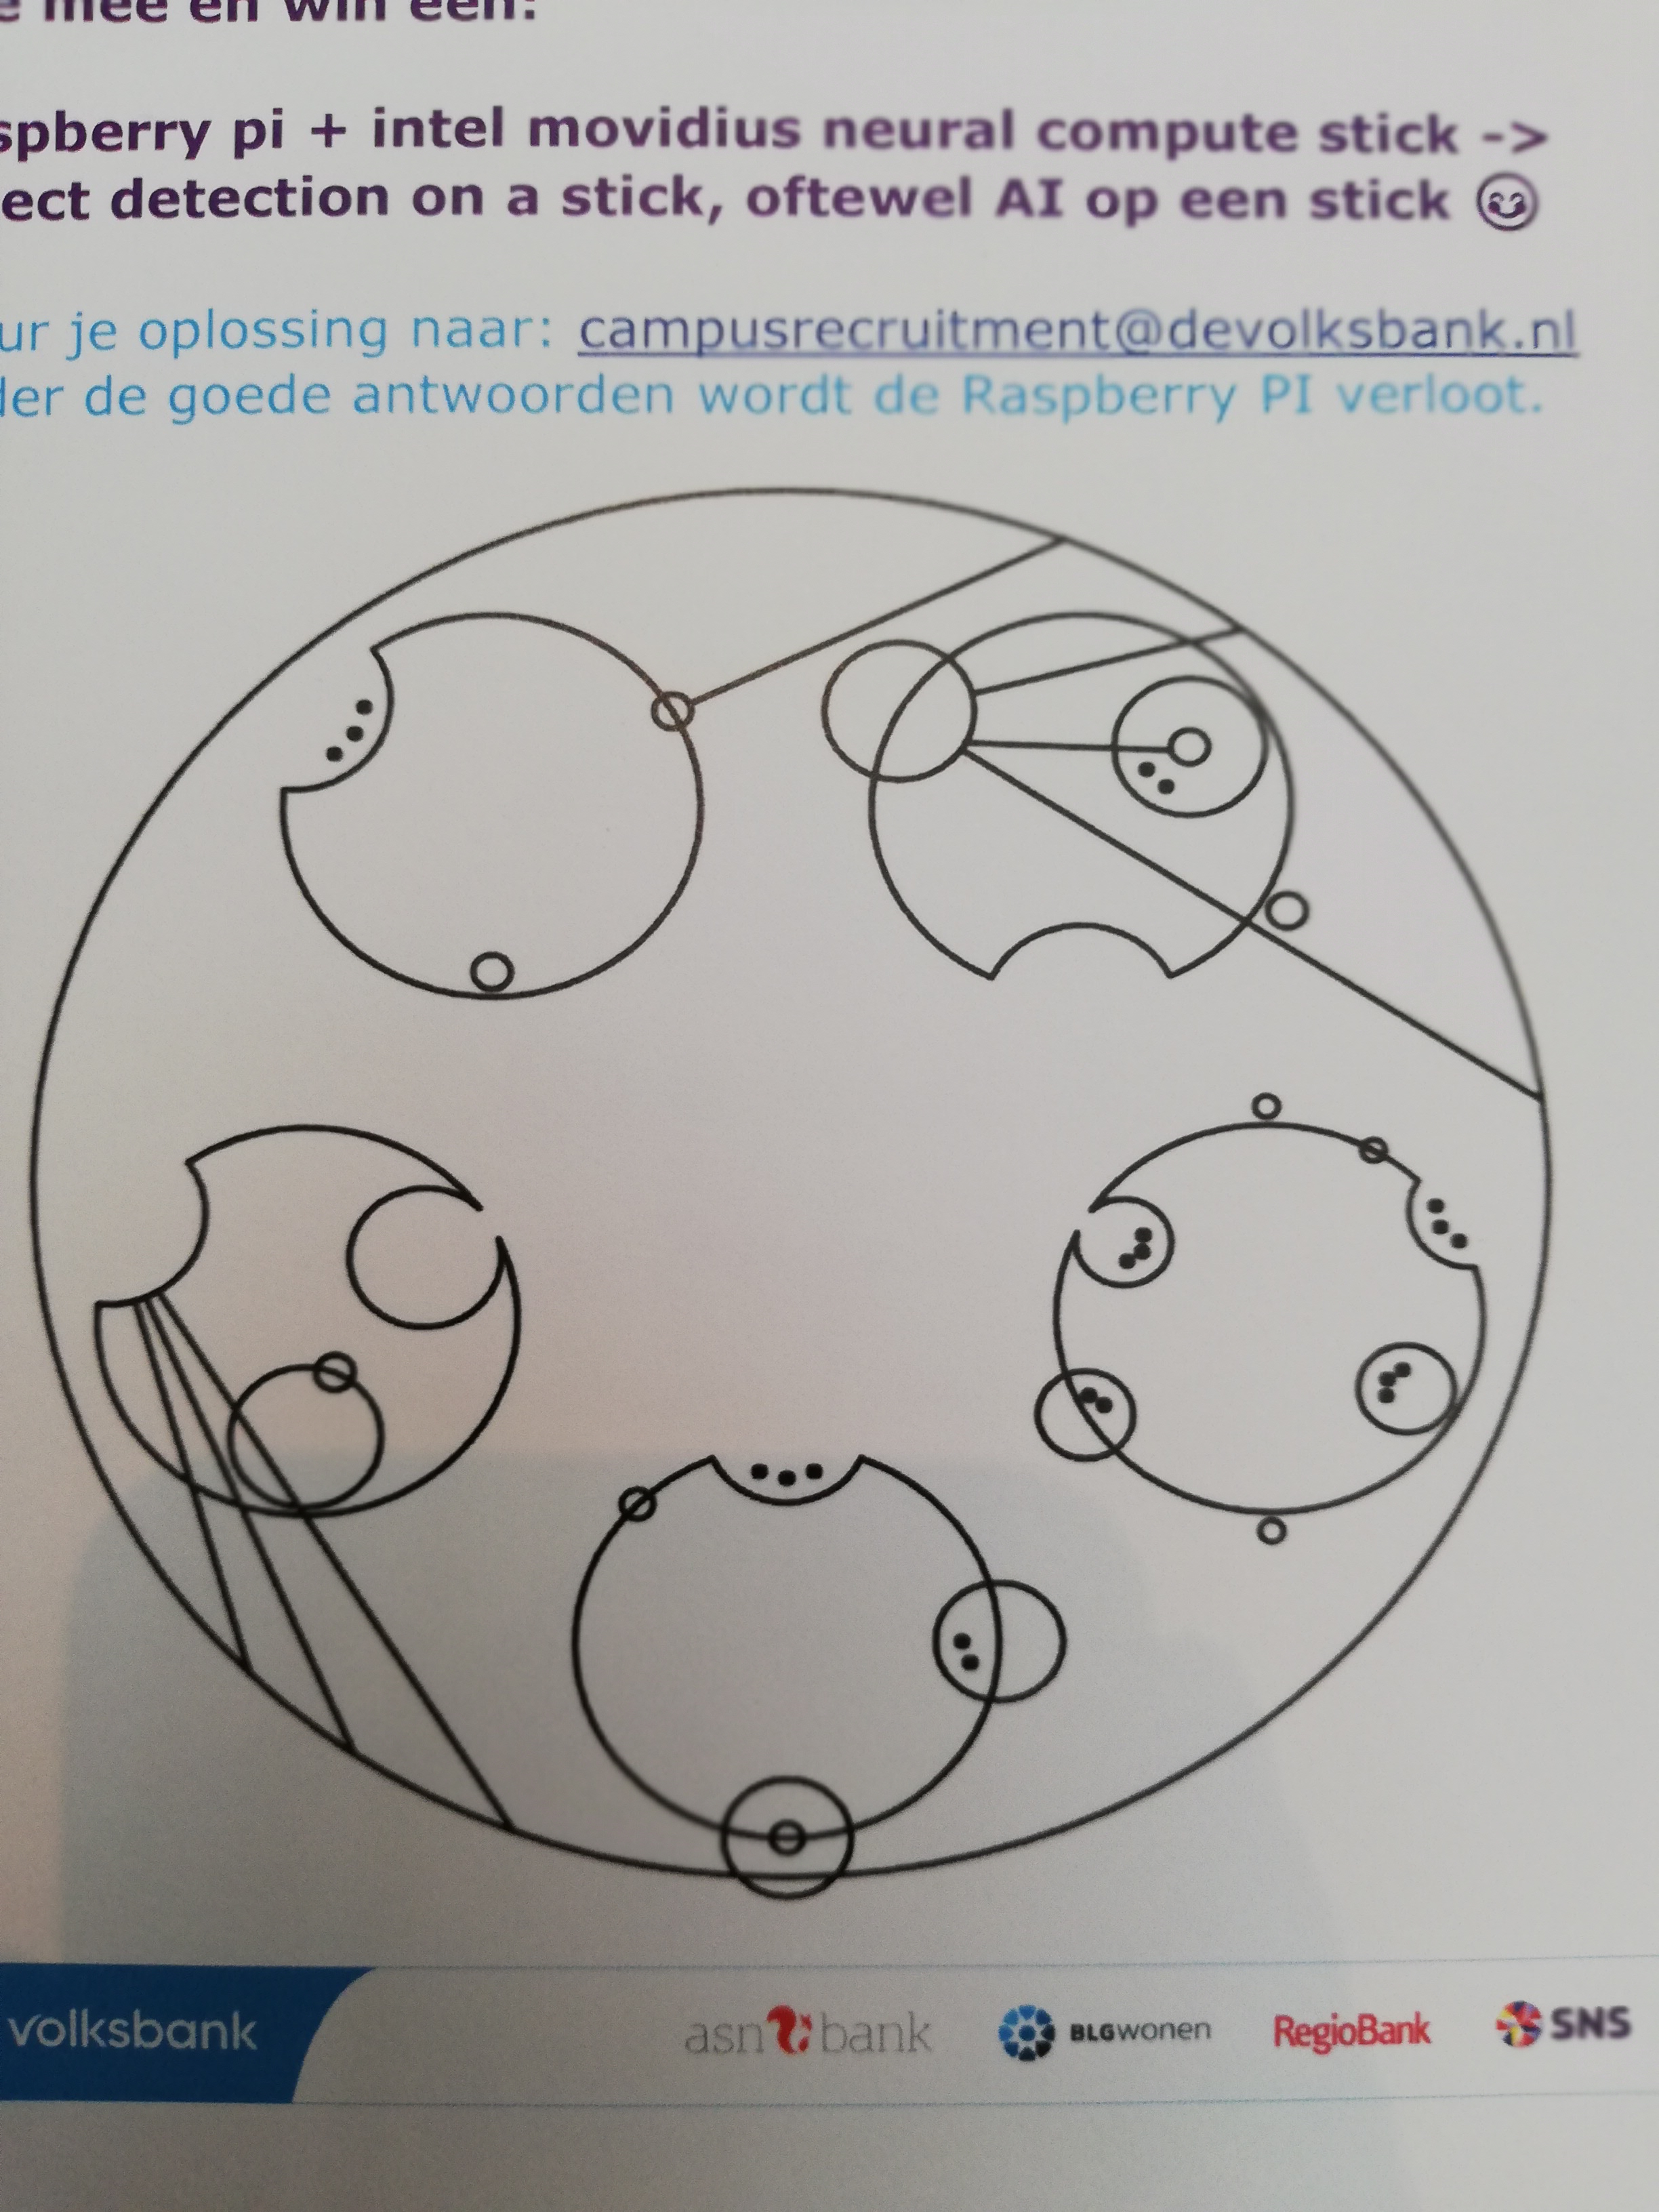 e mee en win een:
spberry pi + intel movidius neural compute stick ->
ect detection on a stick, oftewel AI op een stick
ur je oplossing naar: campusrecruitment@devolksbank.nl
der de goede antwoorden wordt de Raspberry PI verloot.
volksbank asn bank BLGwonen RegioBank SNS